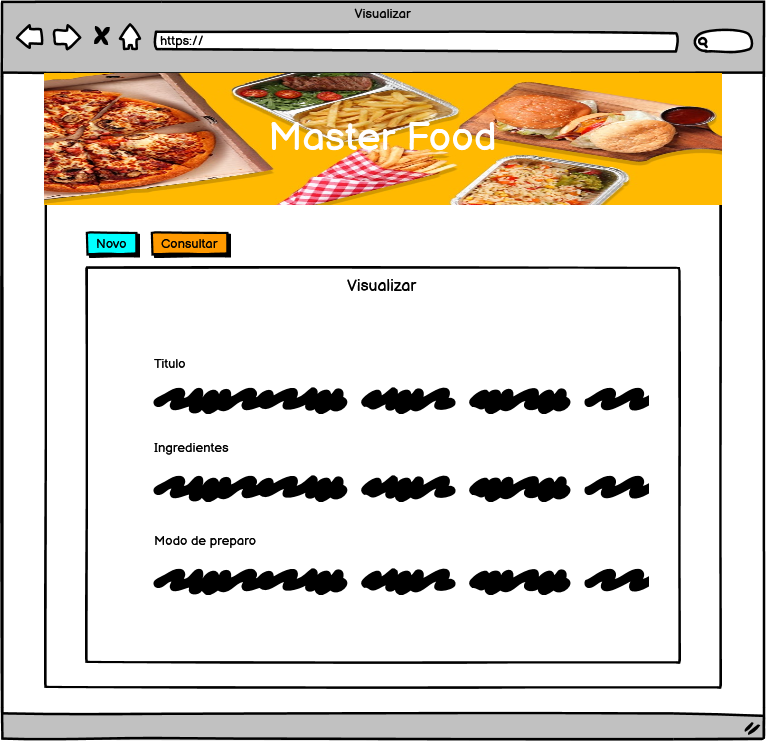 Visualizar
https://
Master Food
Novo
Consultar
Visualizar
Titulo
Ingredientes
Modo de preparo